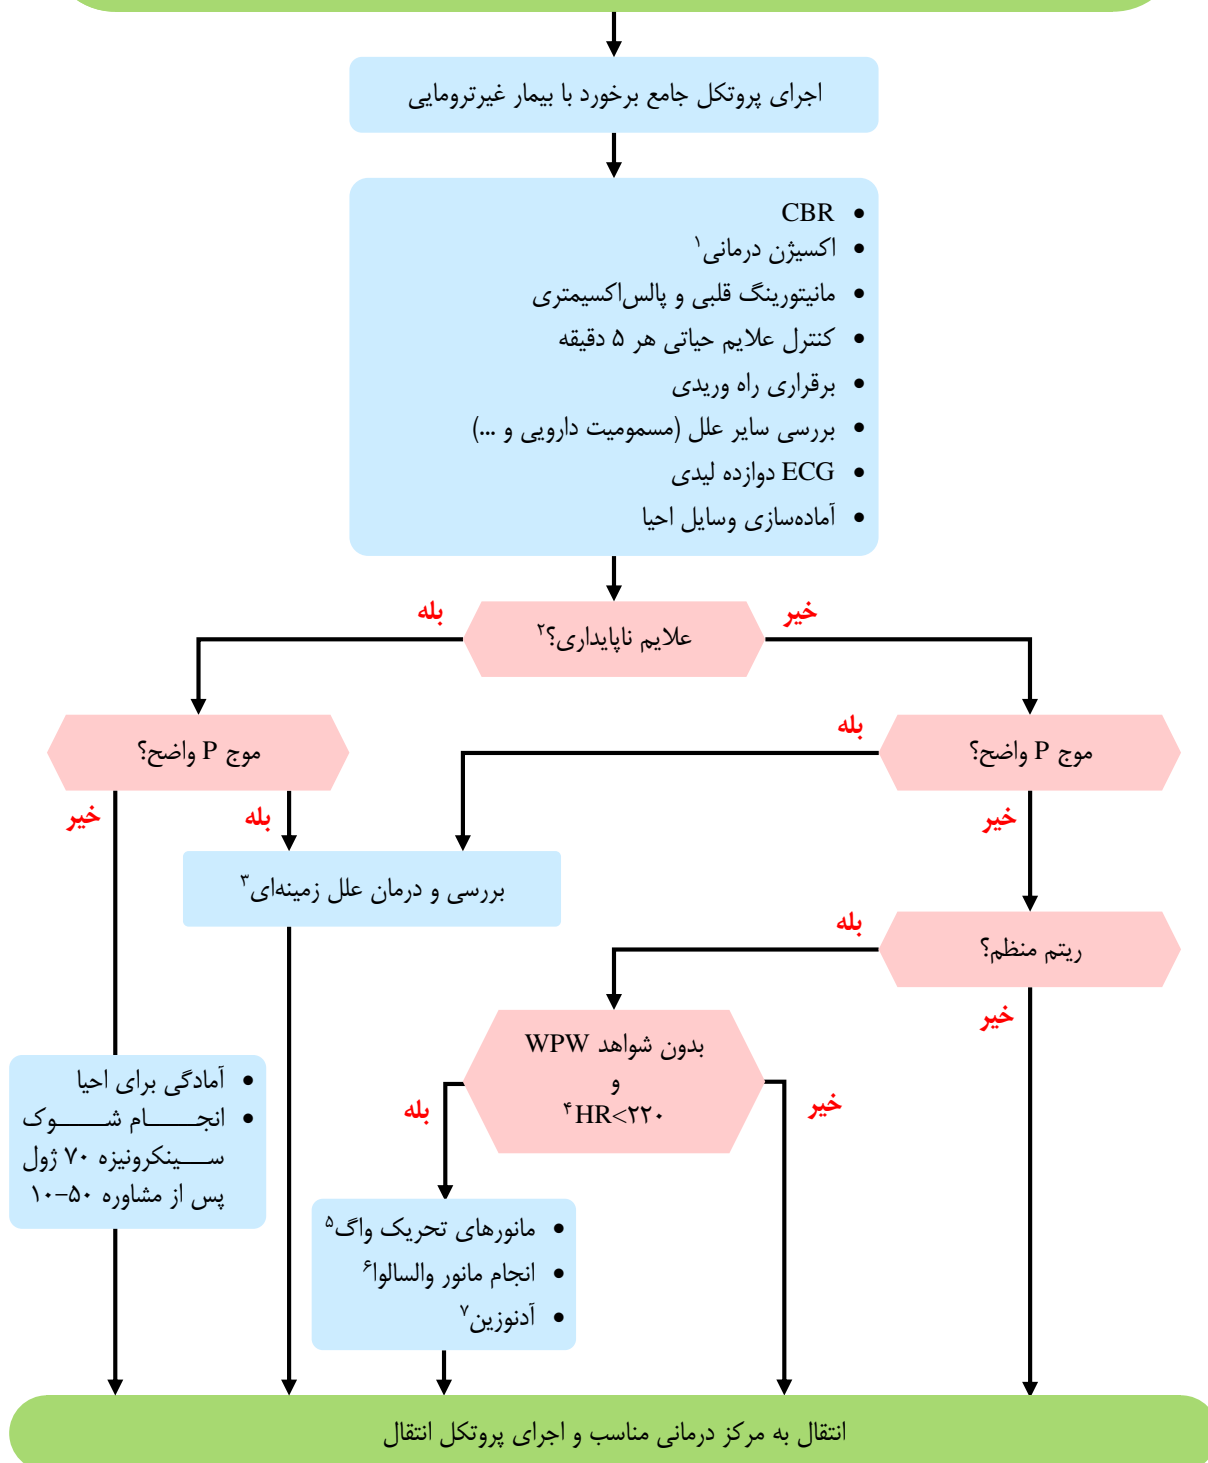 اجرای پروتکل جامع برخورد با بیمار غیرترومایی
• CBR
• اکسیژن درمانی۱
• مانیتورینگ قلبی و پالس‌اکسیمتری
• کنترل علایم حیاتی هر ۵ دقیقه
• برقراری راه وریدی
• بررسی سایر علل (مسمومیت دارویی و ...)
• ECG دوازده لیدی
• آماده‌سازی وسایل احیا
علایم ناپایداری؟۲
خیر
بله
موج P واضح؟
بله
خیر
موج P واضح؟
بله
خیر
بررسی و درمان علل زمینه‌ای۳
ریتم منظم؟
بله
خیر
بدون شواهد WPW
و
HR<۲۲۰۴
خیر
بله
• آمادگی برای احیا
• انجام شوک
سینکرونیزه ۷۰ ژول
پس از مشاوره ۵۰-۱۰
• مانورهای تحریک واگ۵
• انجام مانور والسالوا۶
• آدنوزین۷
انتقال به مرکز درمانی مناسب و اجرای پروتکل انتقال